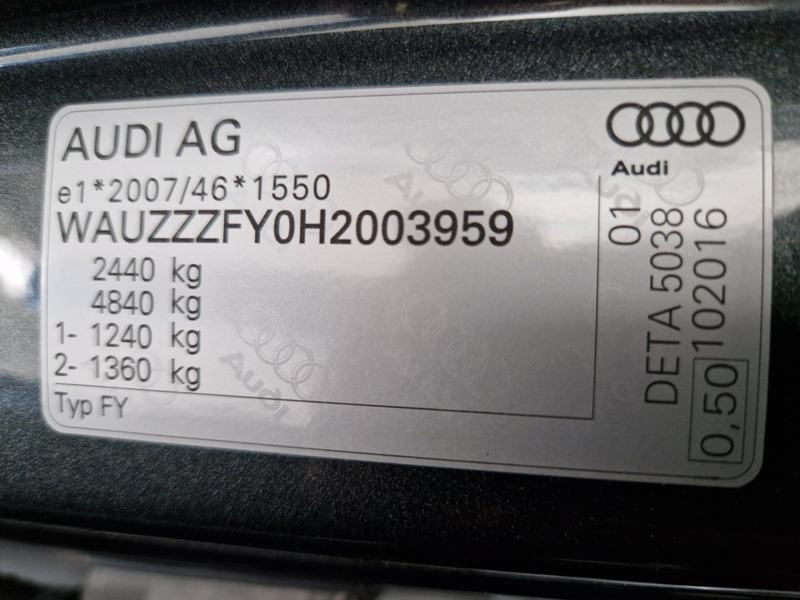 AUDI AG
Audi
e1*2007/46*1550
WAUZZZFY0H2003959
2440 kg
4840 kg
1- 1240 kg
2- 1360 kg
Typ FY
01
DETA 5038
0,50 102016
Audi